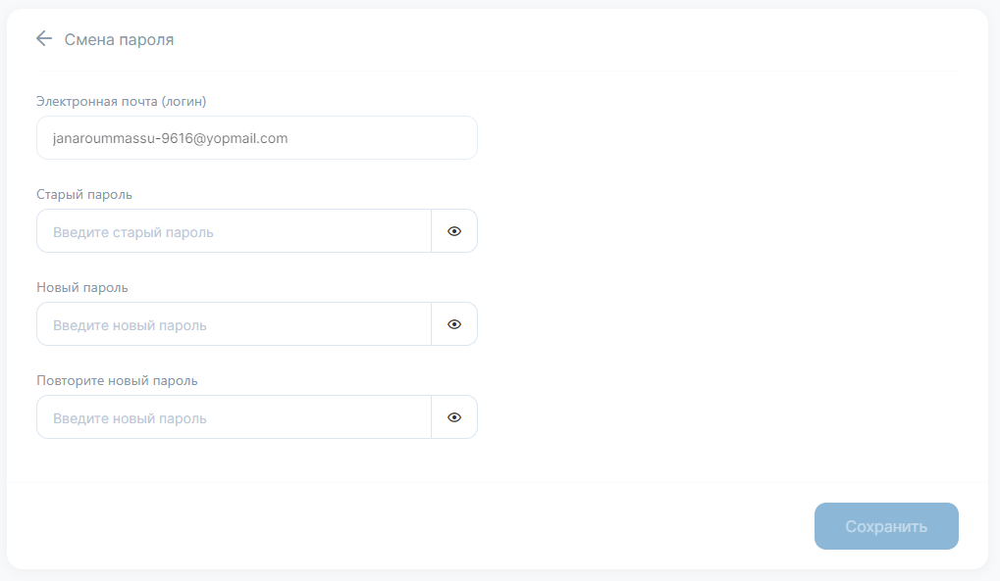 Смена пароля
Электронная почта (логин)
janaroummassu-9616@yopmail.com
Старый пароль
Введите старый пароль
Новый пароль
Введите новый пароль
Повторите новый пароль
Введите новый пароль
Сохранить